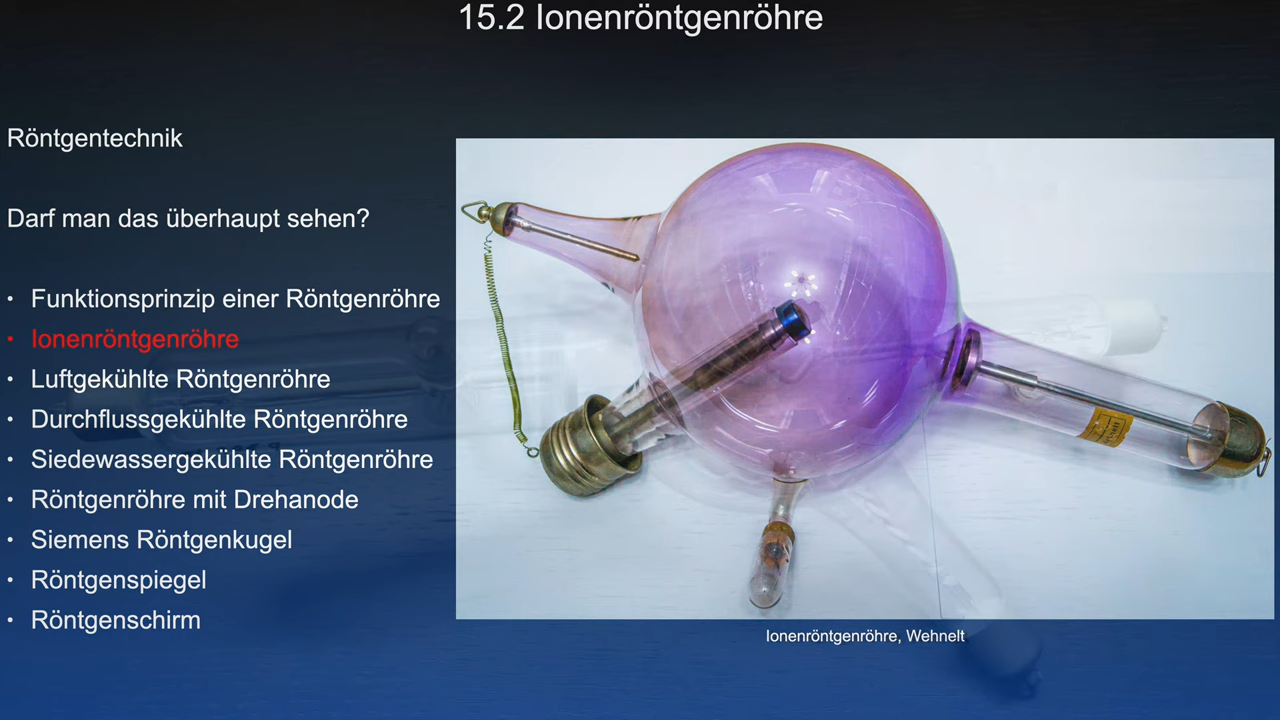 15.2 Ionenröntgenröhre
Röntgentechnik
Darf man das überhaupt sehen?
• Funktionsprinzip einer Röntgenröhre
• Ionenröntgenröhre
• Luftgekühlte Röntgenröhre
• Durchflussgekühlte Röntgenröhre
• Siedewassergekühlte Röntgenröhre
• Röntgenröhre mit Drehanode
• Siemens Röntgenkugel
• Röntgenspiegel
• Röntgenschirm
Ionenröntgenröhre, Wehnelt